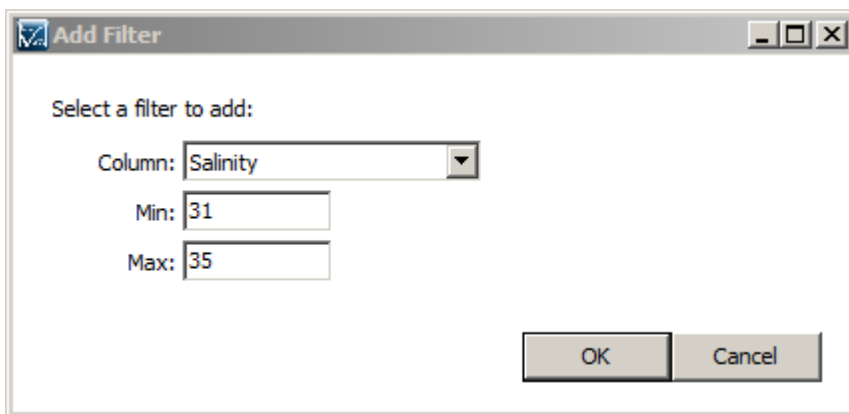 Add Filter
Select a filter to add:
Column: Salinity
Min: 31
Max: 35
OK Cancel